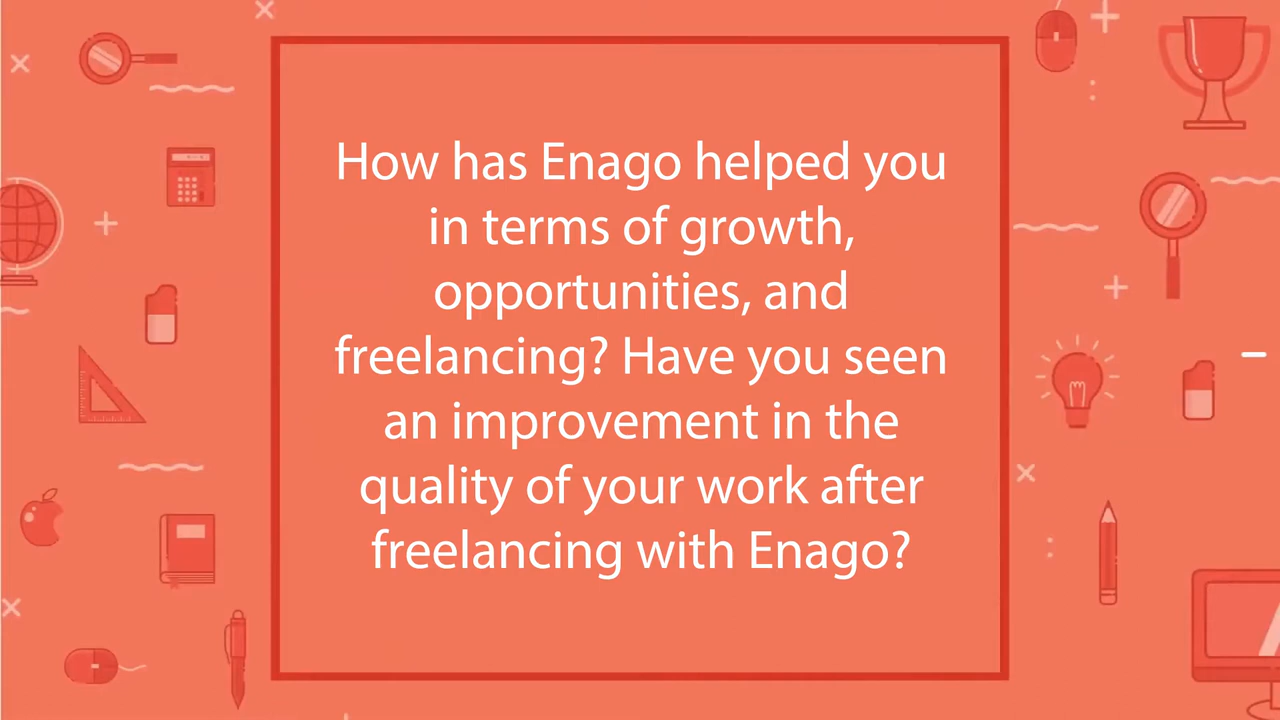 How has Enago helped you
in terms of growth,
opportunities, and
freelancing? Have you seen
an improvement in the
quality of your work after
freelancing with Enago?